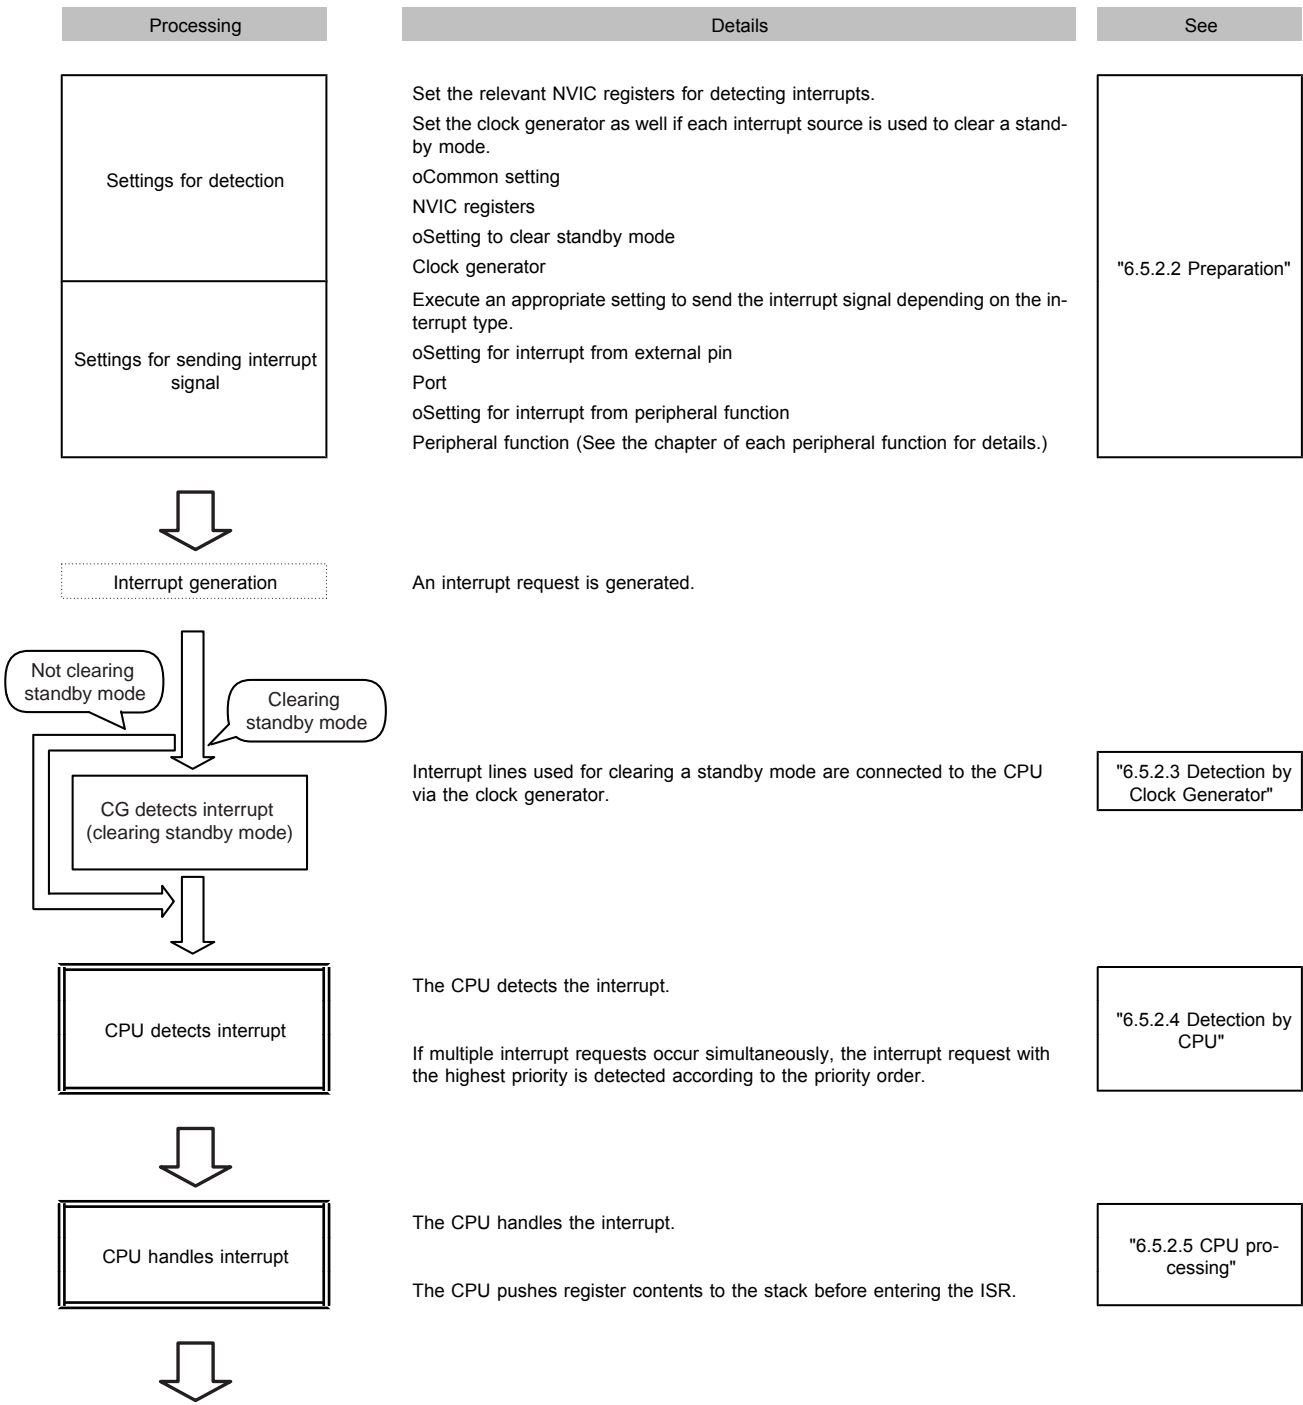 Processing
Details
See
Settings for detection
Set the relevant NVIC registers for detecting interrupts.
Set the clock generator as well if each interrupt source is used to clear a stand-
by mode.
oCommon setting
NVIC registers
oSetting to clear standby mode
Clock generator
"6.5.2.2 Preparation"
Settings for sending interrupt
signal
Execute an appropriate setting to send the interrupt signal depending on the in-
terrupt type.
oSetting for interrupt from external pin
Port
oSetting for interrupt from peripheral function
Peripheral function (See the chapter of each peripheral function for details.)
Interrupt generation
An interrupt request is generated.
Not clearing
standby mode
Clearing
standby mode
CG detects interrupt
(clearing standby mode)
Interrupt lines used for clearing a standby mode are connected to the CPU
via the clock generator.
"6.5.2.3 Detection by
Clock Generator"
CPU detects interrupt
The CPU detects the interrupt.
If multiple interrupt requests occur simultaneously, the interrupt request with
the highest priority is detected according to the priority order.
"6.5.2.4 Detection by
CPU"
CPU handles interrupt
The CPU handles the interrupt.
The CPU pushes register contents to the stack before entering the ISR.
"6.5.2.5 CPU pro-
cessing"